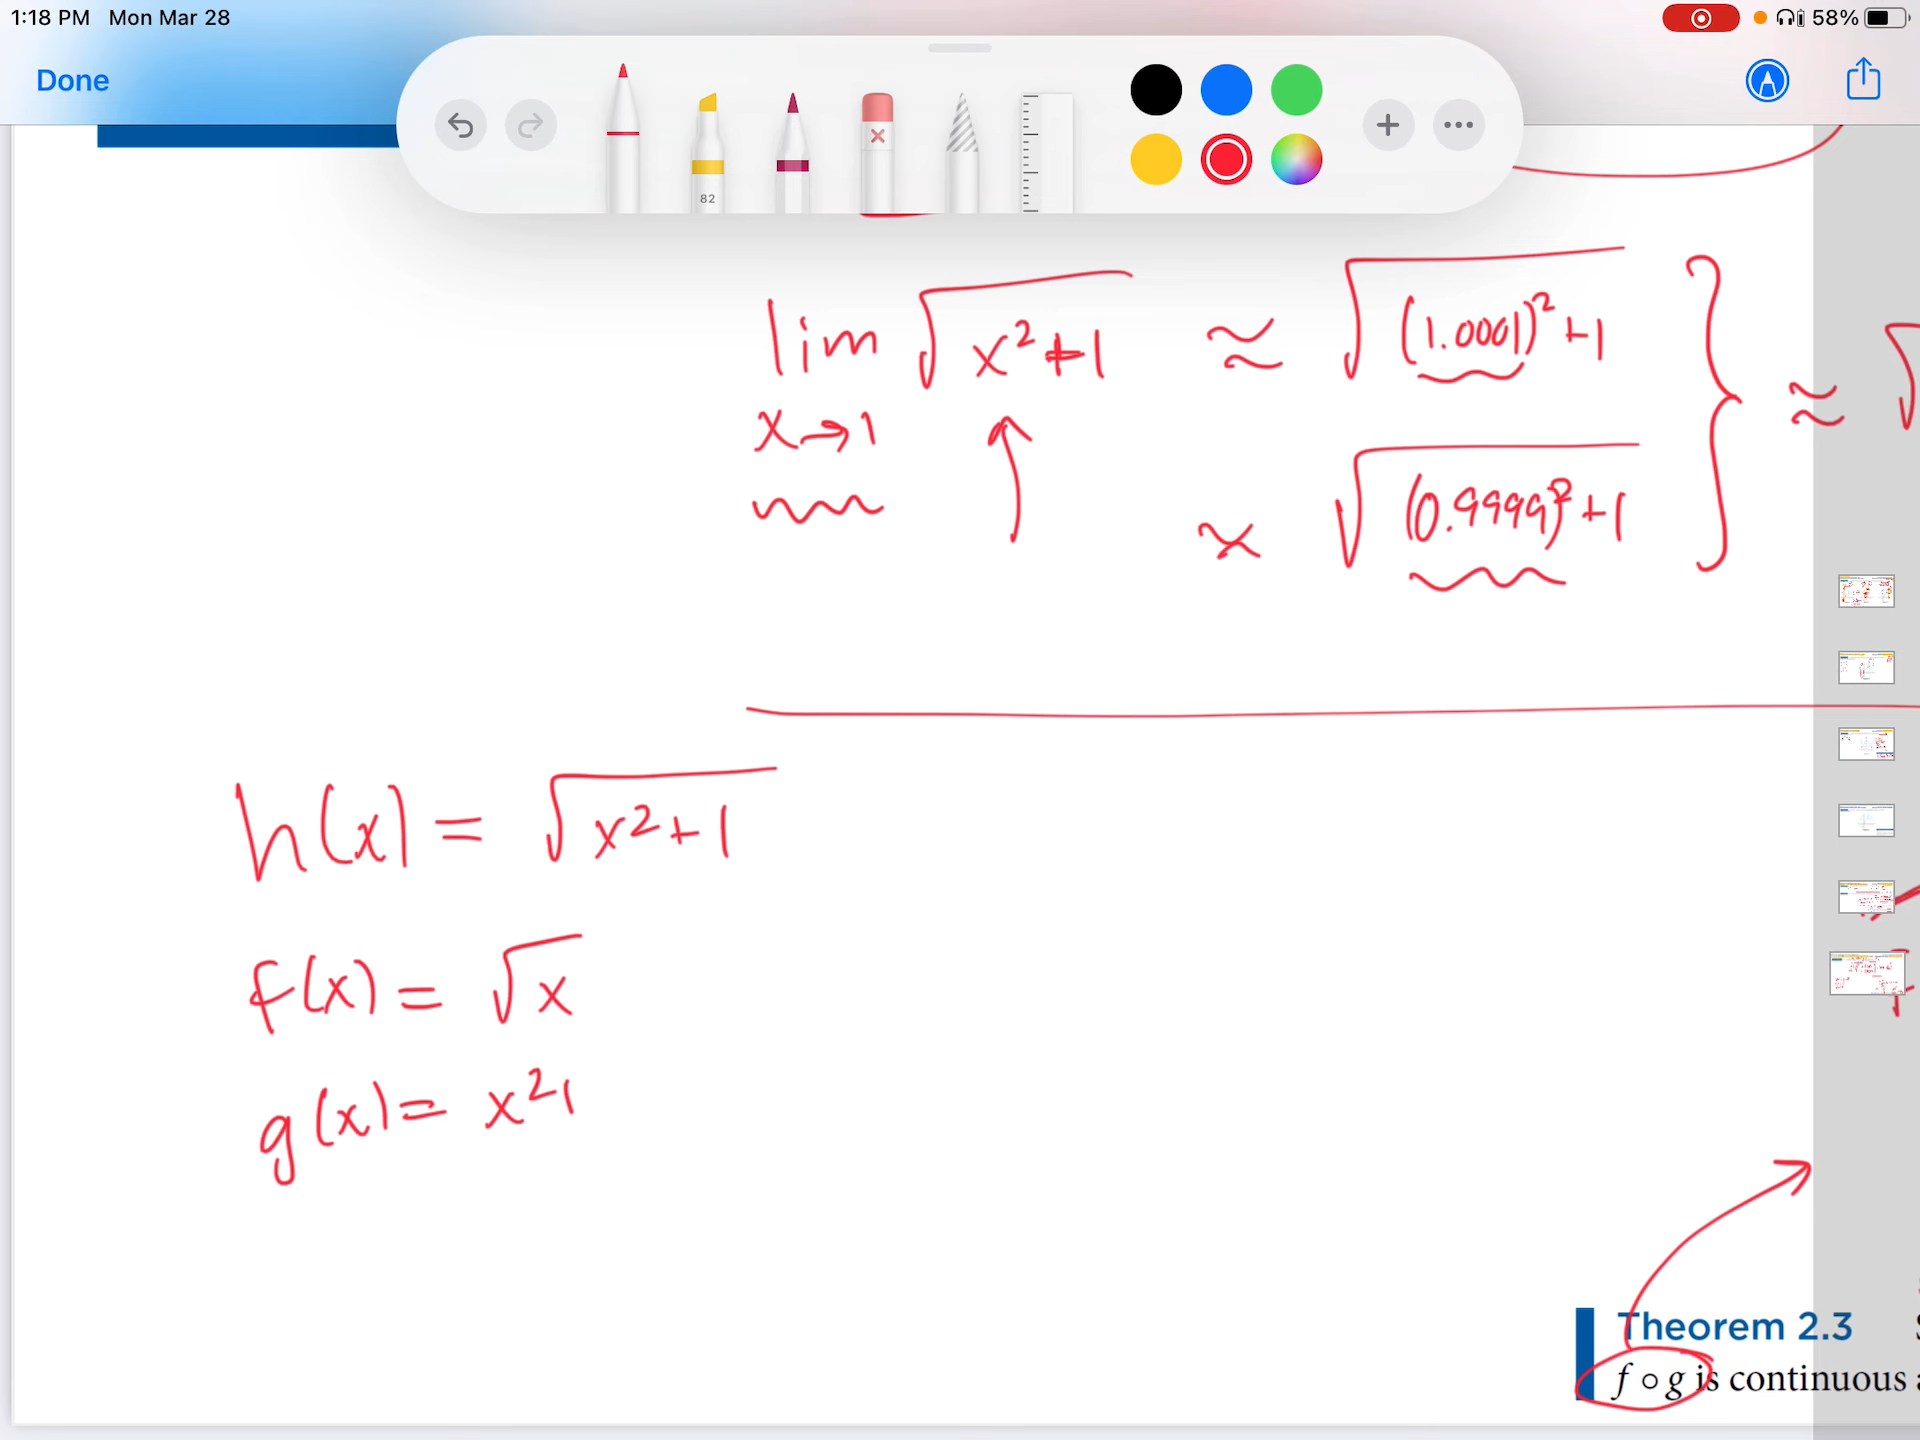 1:18 PM Mon Mar 28
58%
Done
82
lim √(x²+1) ≈ √((1.0001)²+1)
x→1
≈ √((0.9999)²+1)
≈ √
h(x) = √(x²+1)
f(x) = √x
g(x) = x²+
Theorem 2.3
f ∘ g is continuous